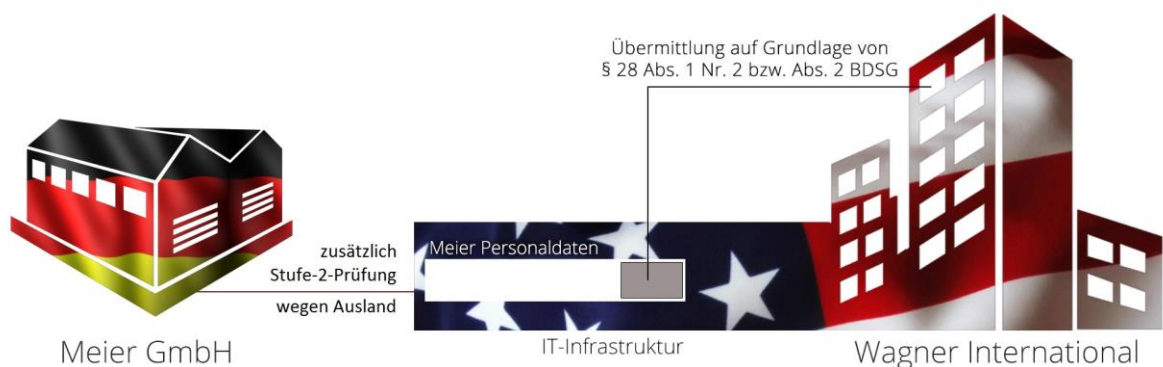 Übermittlung auf Grundlage von
§ 28 Abs. 1 Nr. 2 bzw. Abs. 2 BDSG
Meier Personaldaten
zusätzlich
Stufe-2-Prüfung
wegen Ausland
IT-Infrastruktur
Meier GmbH
Wagner International